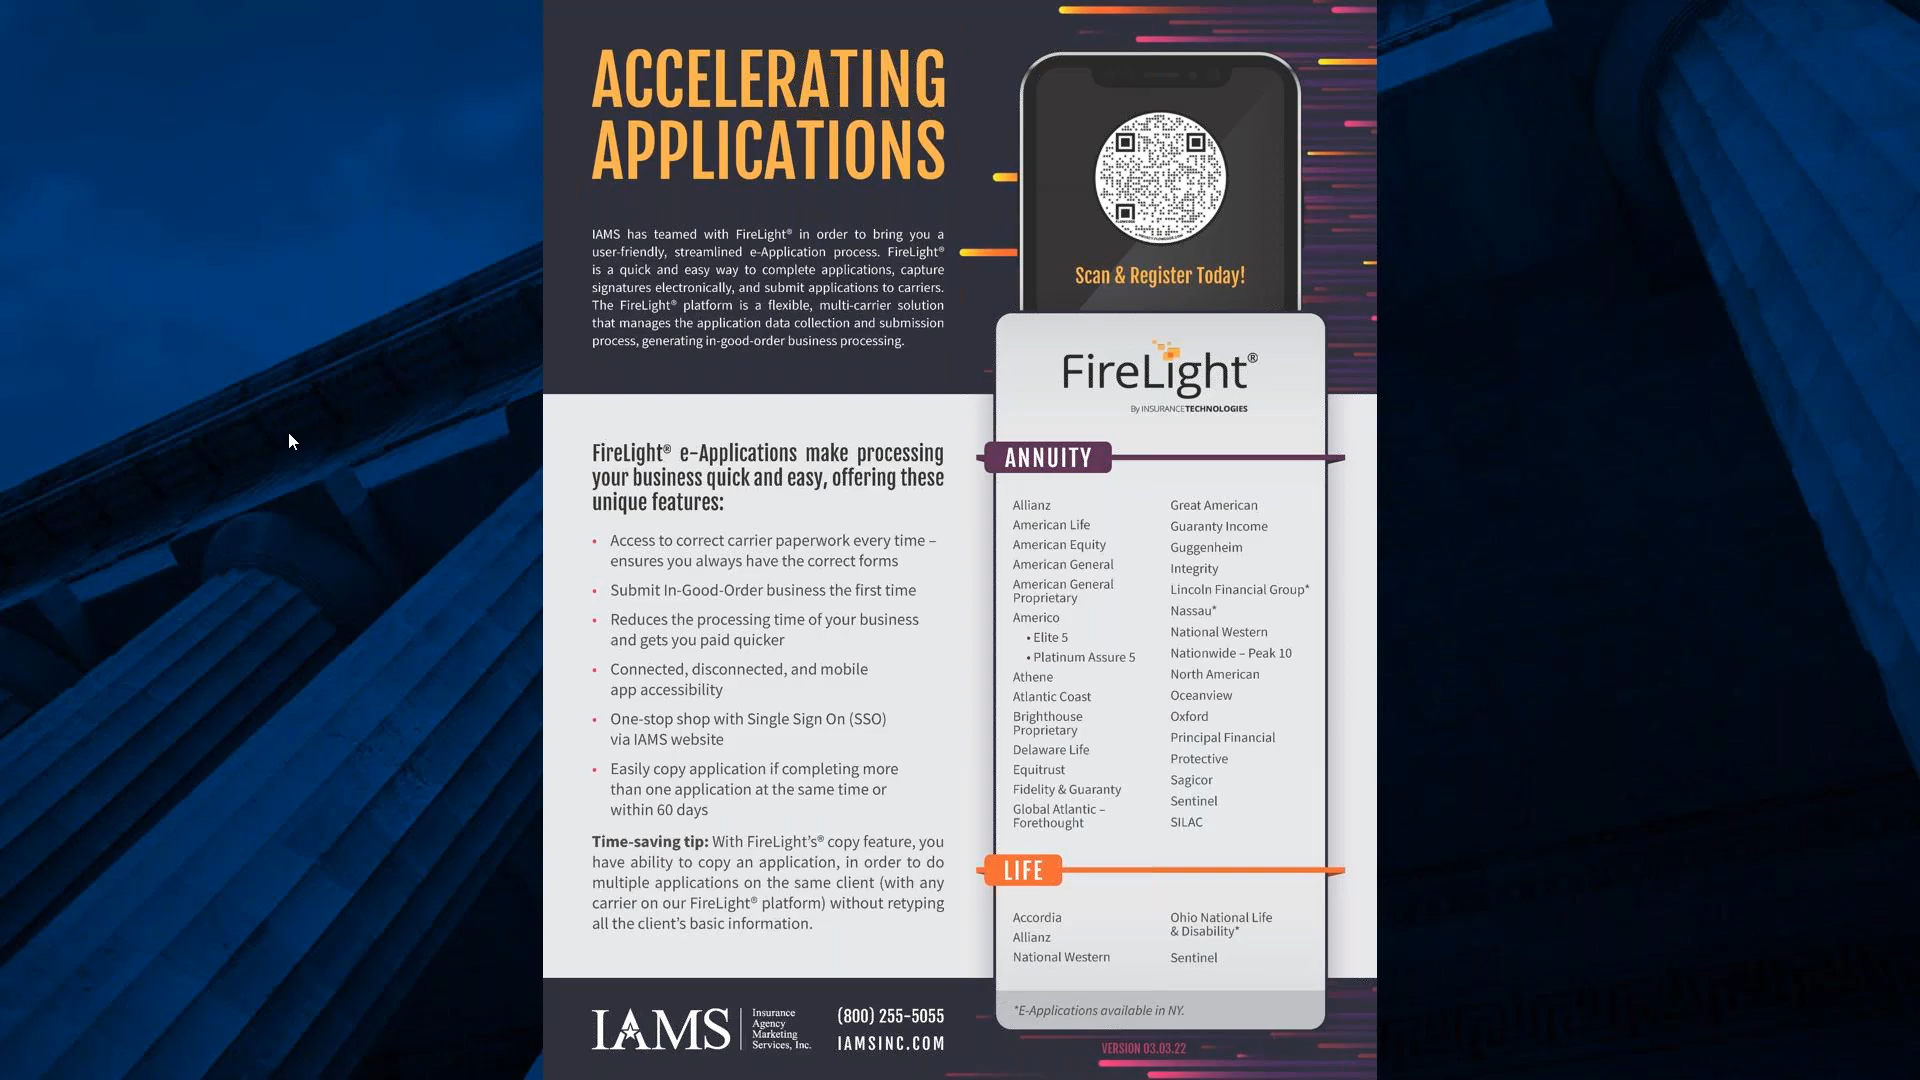 ACCELERATING
APPLICATIONS
IAMS has teamed with FireLight® in order to bring you a
user-friendly, streamlined e-Application process. FireLight®
is a quick and easy way to complete applications, capture
signatures electronically, and submit applications to carriers.
The FireLight® platform is a flexible, multi-carrier solution
that manages the application data collection and submission
process, generating in-good-order business processing.
Scan & Register Today!
FireLight®
By INSURANCETECHNOLOGIES
FireLight® e-Applications make processing
your business quick and easy, offering these
unique features:
• Access to correct carrier paperwork every time –
ensures you always have the correct forms
• Submit In-Good-Order business the first time
• Reduces the processing time of your business
and gets you paid quicker
• Connected, disconnected, and mobile
app accessibility
• One-stop shop with Single Sign On (SSO)
via IAMS website
• Easily copy application if completing more
than one application at the same time or
within 60 days
Time-saving tip: With FireLight's® copy feature, you
have ability to copy an application, in order to do
multiple applications on the same client (with any
carrier on our FireLight® platform) without retyping
all the client's basic information.
ANNUITY
Allianz
American Life
American Equity
American General
American General
Proprietary
Americo
• Elite 5
• Platinum Assure 5
Athene
Atlantic Coast
Brighthouse
Proprietary
Delaware Life
Equitrust
Fidelity & Guaranty
Global Atlantic –
Forethought
Great American
Guaranty Income
Guggenheim
Integrity
Lincoln Financial Group*
Nassau*
National Western
Nationwide – Peak 10
North American
Oceanview
Oxford
Principal Financial
Protective
Sagicor
Sentinel
SILAC
LIFE
Accordia
Allianz
National Western
Ohio National Life
& Disability*
Sentinel
*E-Applications available in NY.
IAMS
Insurance
Agency
Marketing
Services, Inc.
(800) 255-5055
IAMSINC.COM
VERSION 03.03.22